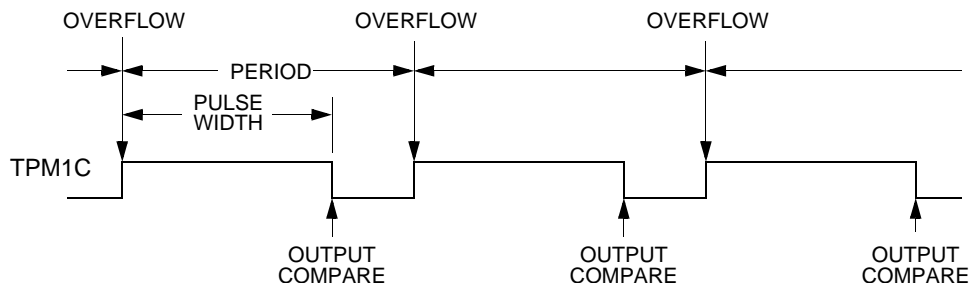 OVERFLOW OVERFLOW OVERFLOW
PERIOD
PULSE
WIDTH
TPM1C
OUTPUT
COMPARE
OUTPUT
COMPARE
OUTPUT
COMPARE